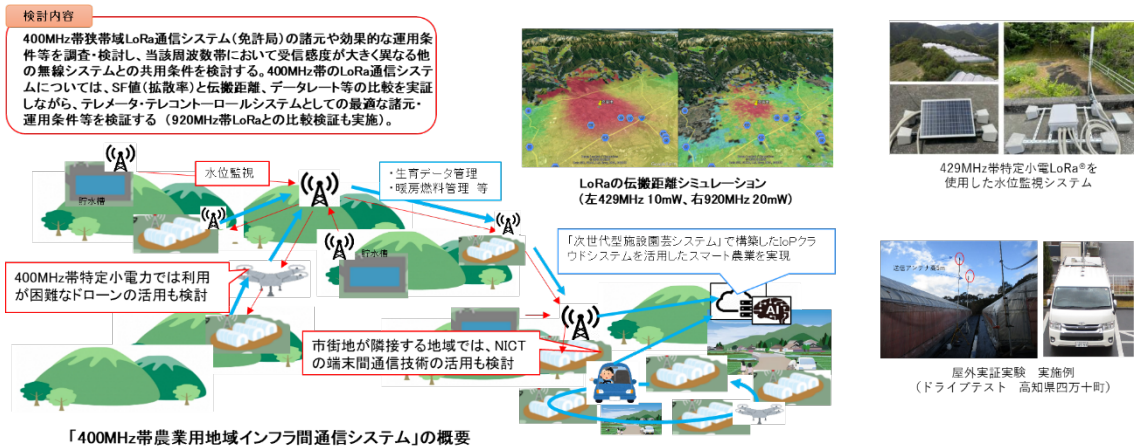 検討内容
400MHz帯狭帯域LoRa通信システム(免許局)の諸元や効果的な運用条
件等を調査・検討し、当該周波数帯において受信感度が大きく異なる他
の無線システムとの共用条件を検討する。400MHz帯のLoRa通信システ
ムについては、SF値(拡散率)と伝搬距離、データレート等の比較を実証
しながら、テレメータ・テレコントーロールシステムとしての最適な諸元・
運用条件等を検証する (920MHz帯LoRaとの比較検証も実施)。
水位監視
・生育データ管理
・暖房燃料管理 等
貯水槽
貯水槽
400MHz帯特定小電力では利用
が困難なドローンの活用も検討
「次世代型施設園芸システム」で構築したIoPクラ
ウドシステムを活用したスマート農業を実現
市街地が隣接する地域では、NICT
の端末間通信技術の活用も検討
AI
「400MHz帯農業用地域インフラ間通信システム」の概要
LoRaの伝搬距離シミュレーション
(左429MHz 10mW、右920MHz 20mW)
429MHz帯特定小電LoRa®を
使用した水位監視システム
送信アンテナ高1m
屋外実証実験 実施例
(ドライブテスト 高知県四万十町)